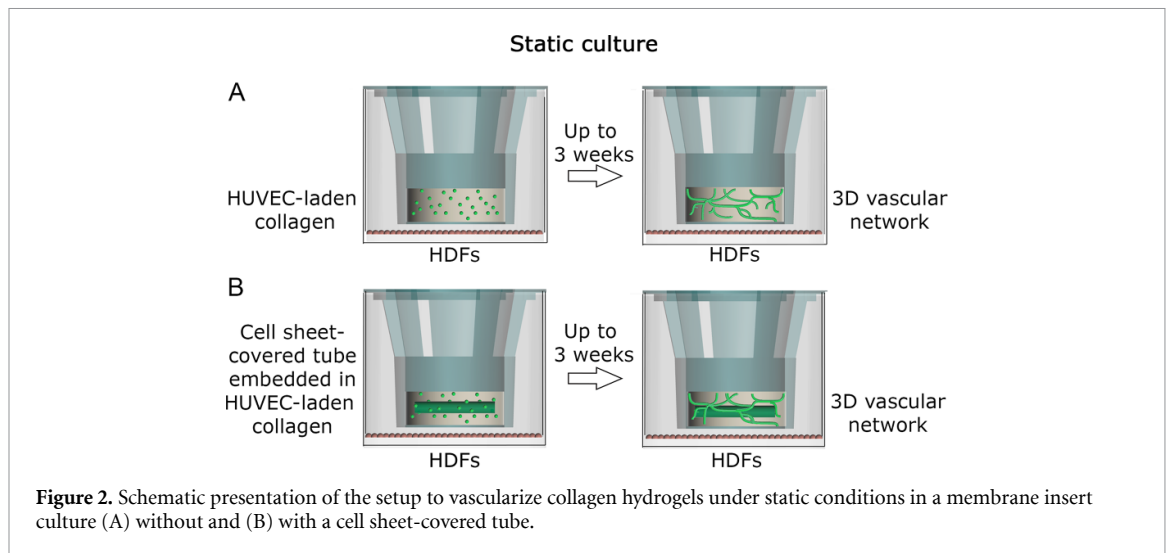 Static culture
A
HUVEC-laden
collagen
Up to
3 weeks
3D vascular
network
HDFs
HDFs
B
Cell sheet-
covered tube
embedded in
HUVEC-laden
collagen
Up to
3 weeks
3D vascular
network
HDFs
HDFs
Figure 2. Schematic presentation of the setup to vascularize collagen hydrogels under static conditions in a membrane insert
culture (A) without and (B) with a cell sheet-covered tube.